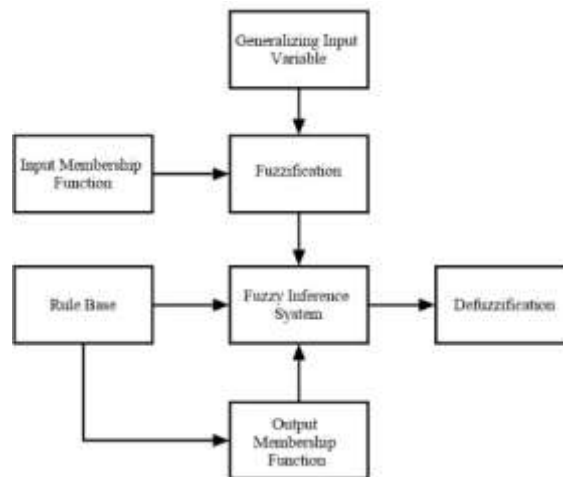 Generalizing Input
Variable
Input Membership
Function
Fuzzification
Rule Base
Fuzzy Inference
System
Defuzzification
Output
Membership
Function